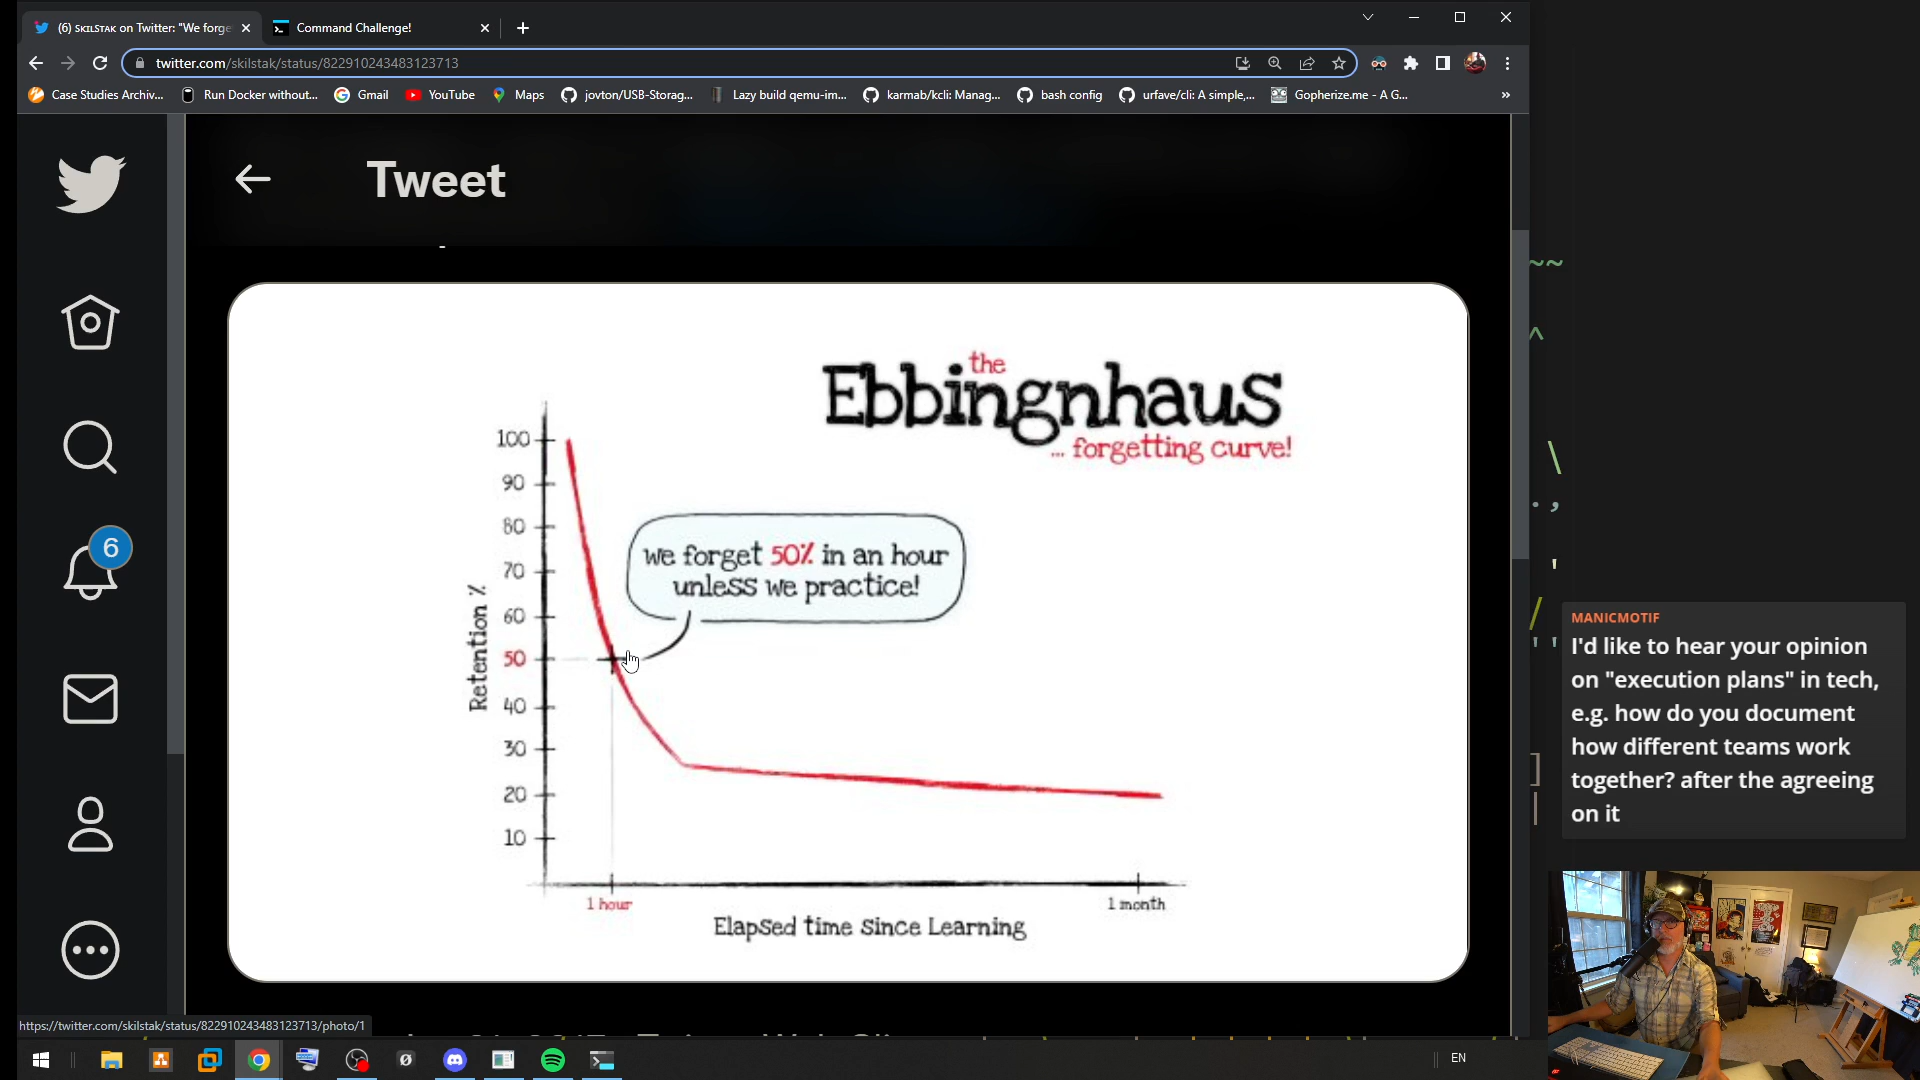 (6) SKILSTAK on Twitter: "We forge
Command Challenge!
twitter.com/skilstak/status/822910243483123713
Case Studies Archiv...
Run Docker without...
Gmail
YouTube
Maps
jovton/USB-Storag...
Lazy build qemu-im...
karmab/kcli: Manag...
bash config
urfave/cli: A simple,...
Gopherize.me - A G...
»
Tweet
the
Ebbingnhaus
... forgetting curve!
100
90
80
70
60
50
40
30
20
10
Retention %
we forget 50% in an hour
unless we practice!
1 hour
1 month
Elapsed time since Learning
6
MANICMOTIF
I'd like to hear your opinion
on "execution plans" in tech,
e.g. how do you document
how different teams work
together? after the agreeing
on it
https://twitter.com/skilstak/status/822910243483123713/photo/1
EN